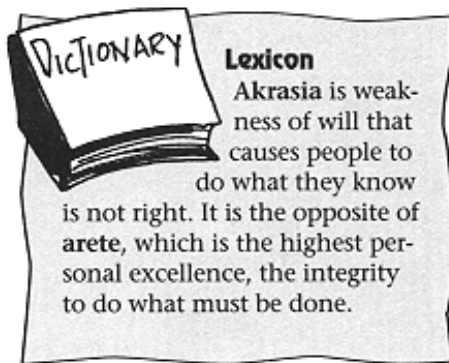 DICTIONARY
Lexicon
Akrasia is weak-
ness of will that
causes people to
do what they know
is not right. It is the opposite of
arete, which is the highest per-
sonal excellence, the integrity
to do what must be done.